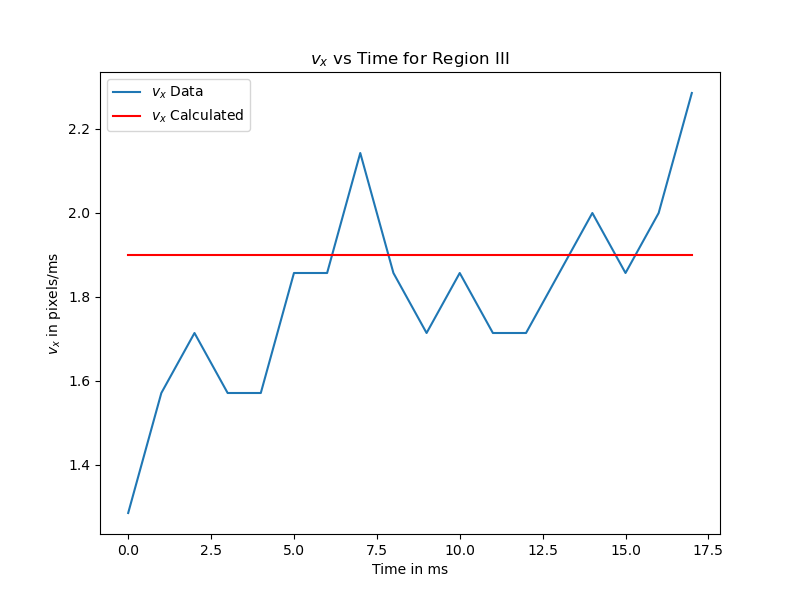 vₓ vs Time for Region III
vₓ Data
vₓ Calculated
vₓ in pixels/ms
2.2
2.0
1.8
1.6
1.4
0.0 2.5 5.0 7.5 10.0 12.5 15.0 17.5
Time in ms